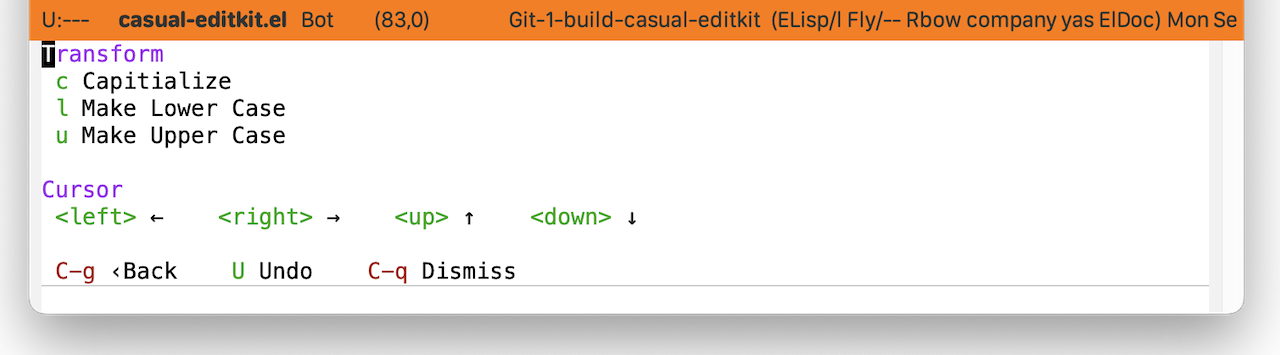 U:--- casual-editkit.el Bot (83,0) Git-1-build-casual-editkit (ELisp/l Fly/-- Rbow company yas ElDoc) Mon Se
Transform
c Capitialize
l Make Lower Case
u Make Upper Case
Cursor
<left> ← <right> → <up> ↑ <down> ↓
C-g ‹Back U Undo C-q Dismiss